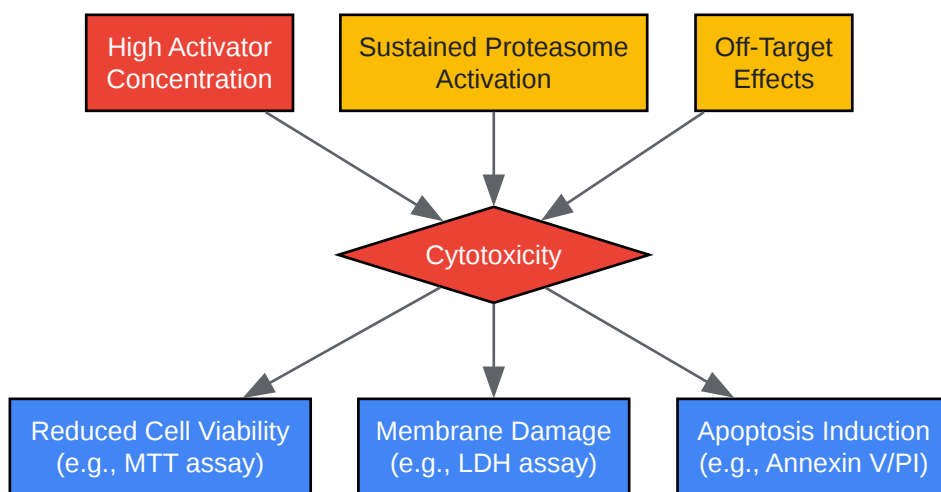 High Activator
Concentration
Sustained Proteasome
Activation
Off-Target
Effects
Cytotoxicity
Reduced Cell Viability
(e.g., MTT assay)
Membrane Damage
(e.g., LDH assay)
Apoptosis Induction
(e.g., Annexin V/PI)